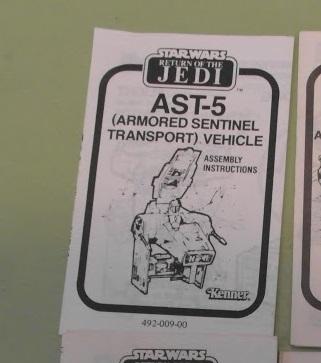 STAR WARS
RETURN OF THE
JEDI
TM
AST-5
(ARMORED SENTINEL
TRANSPORT) VEHICLE
ASSEMBLY
INSTRUCTIONS
Kenner
492-009-00
STAR WARS